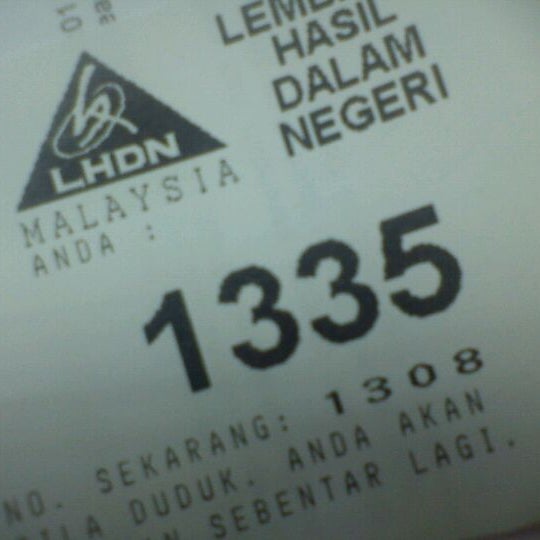 HASIL
DALAM
NEGERI
LHDN
MALAYSIA
ANDA :
1335
NO. SEKARANG: 1308
DUDUK. ANDA AKAN
SEBENTAR LAGI.